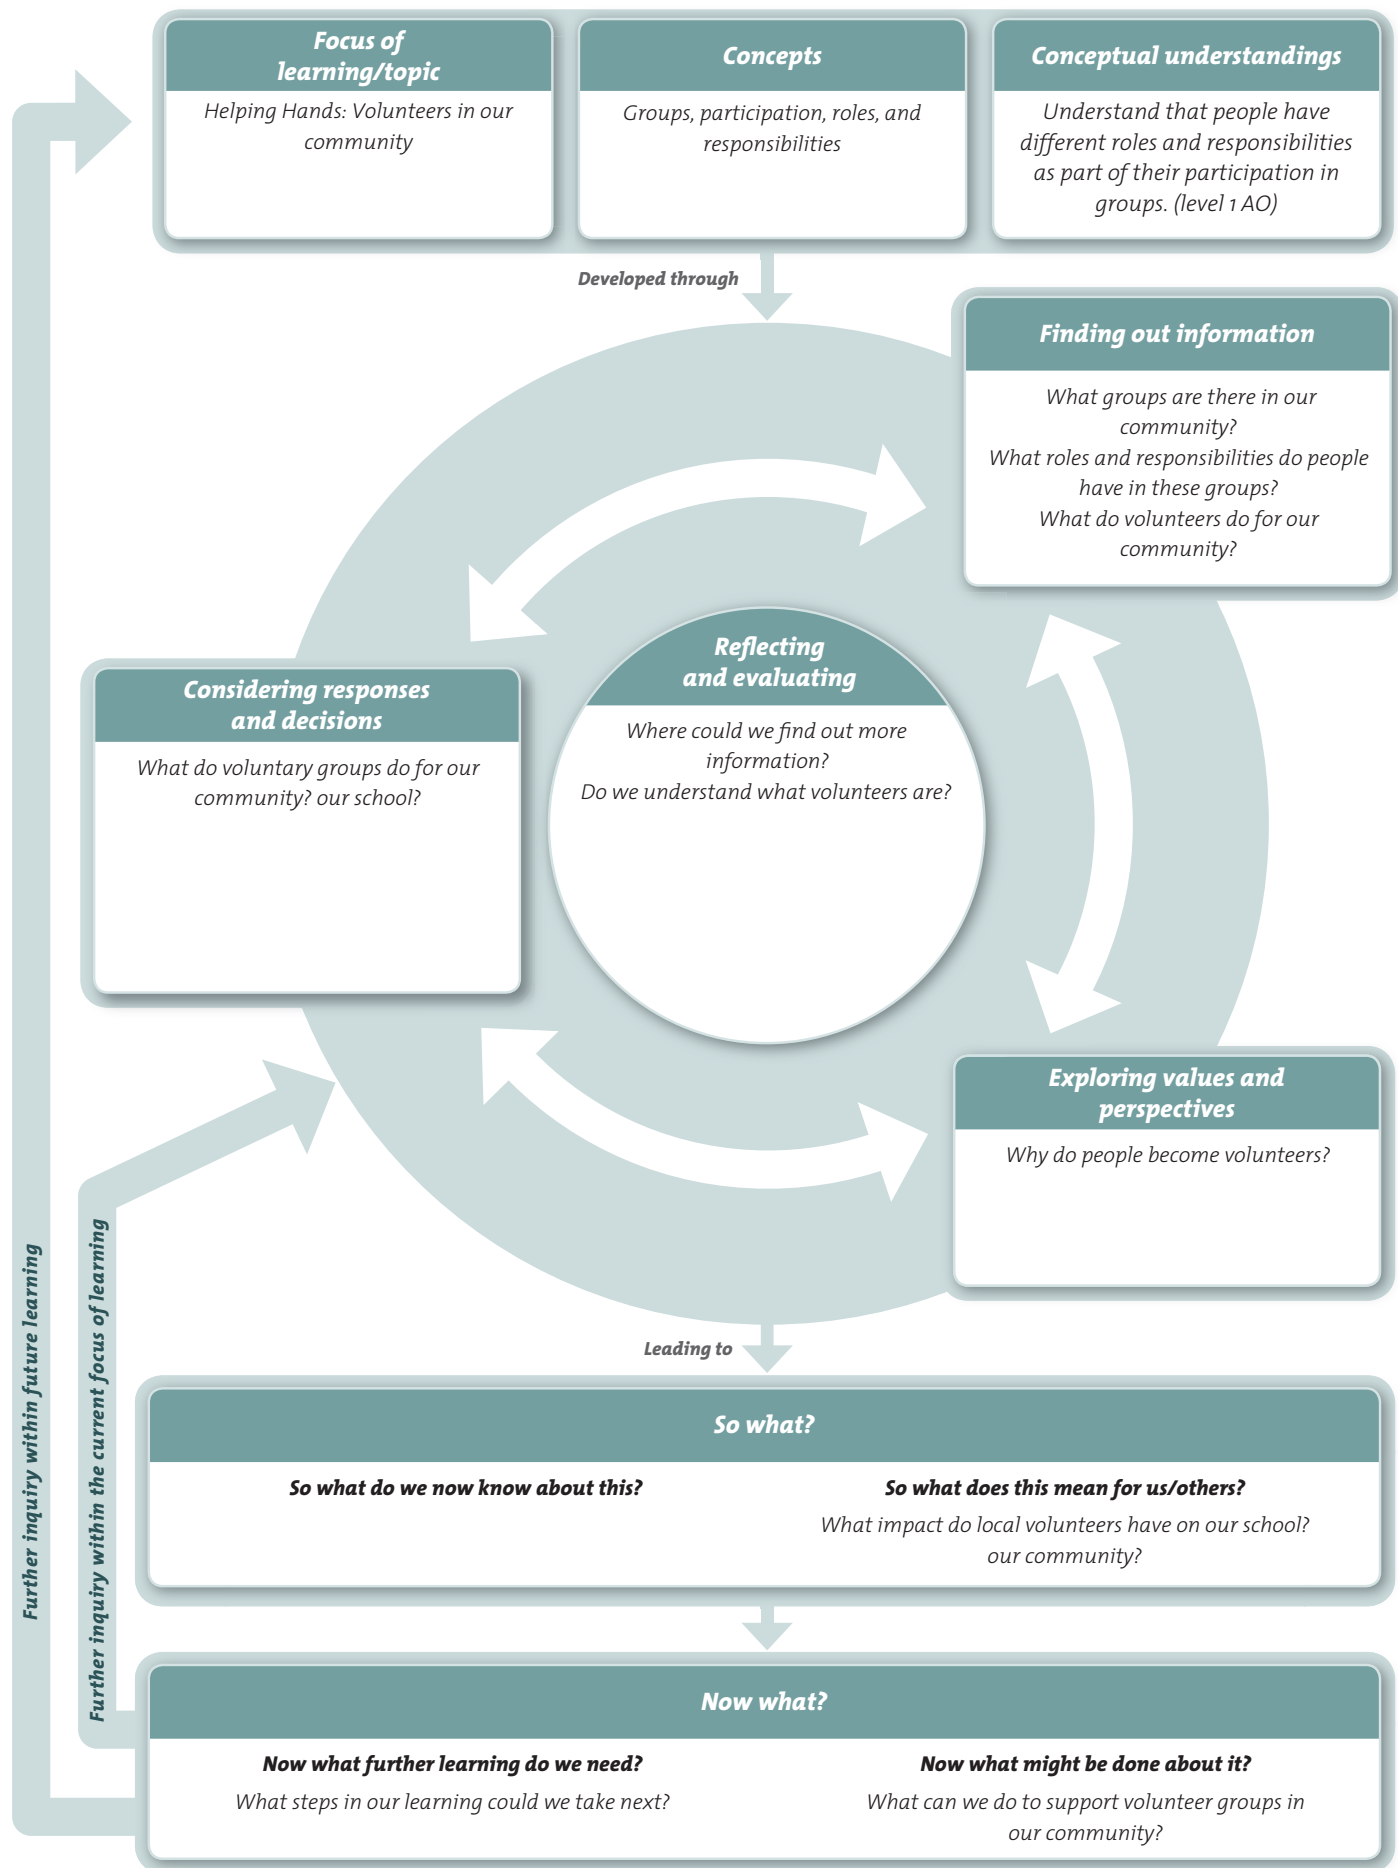 Focus of
learning/topic
Helping Hands: Volunteers in our
community
Concepts
Groups, participation, roles, and
responsibilities
Conceptual understandings
Understand that people have
different roles and responsibilities
as part of their participation in
groups. (level 1 AO)
Developed through
Finding out information
What groups are there in our
community?
What roles and responsibilities do people
have in these groups?
What do volunteers do for our
community?
Reflecting
and evaluating
Where could we find out more
information?
Do we understand what volunteers are?
Considering responses
and decisions
What do voluntary groups do for our
community? our school?
Exploring values and
perspectives
Why do people become volunteers?
Leading to
So what?
So what do we now know about this?
So what does this mean for us/others?
What impact do local volunteers have on our school?
our community?
Now what?
Now what further learning do we need?
What steps in our learning could we take next?
Now what might be done about it?
What can we do to support volunteer groups in
our community?
Further inquiry within future learning
Further inquiry within the current focus of learning